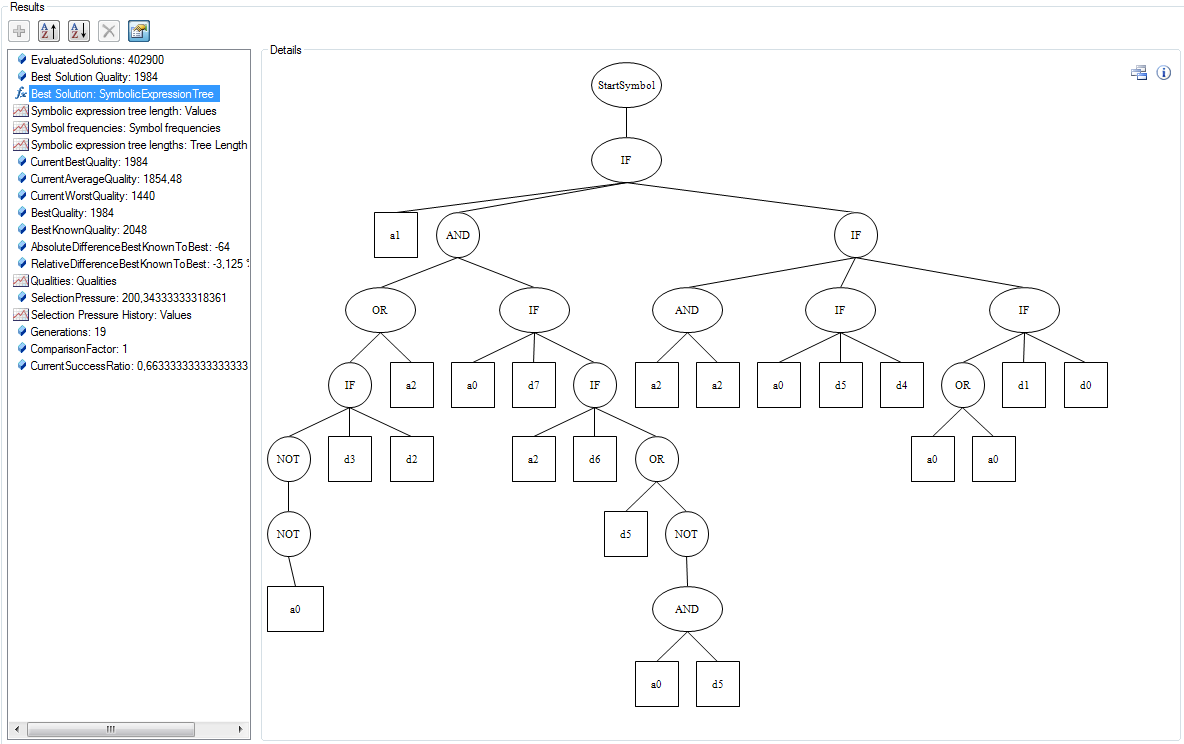 Results
EvaluatedSolutions: 402900
Best Solution Quality: 1984
Best Solution: SymbolicExpressionTree
Symbolic expression tree length: Values
Symbol frequencies: Symbol frequencies
Symbolic expression tree lengths: Tree Length
CurrentBestQuality: 1984
CurrentAverageQuality: 1854,48
CurrentWorstQuality: 1440
BestQuality: 1984
BestKnownQuality: 2048
AbsoluteDifferenceBestKnownToBest: -64
RelativeDifferenceBestKnownToBest: -3,125 %
Qualities: Qualities
SelectionPressure: 200,34333333318361
Selection Pressure History: Values
Generations: 19
ComparisonFactor: 1
CurrentSuccessRatio: 0,66333333333333333
Details
StartSymbol
IF
a1 AND IF
OR IF AND IF IF
IF a2 a0 d7 IF a2 a2 a0 d5 d4 OR d1 d0
NOT d3 d2 a2 d6 OR a0 a0
NOT d5 NOT
a0 AND
a0 d5